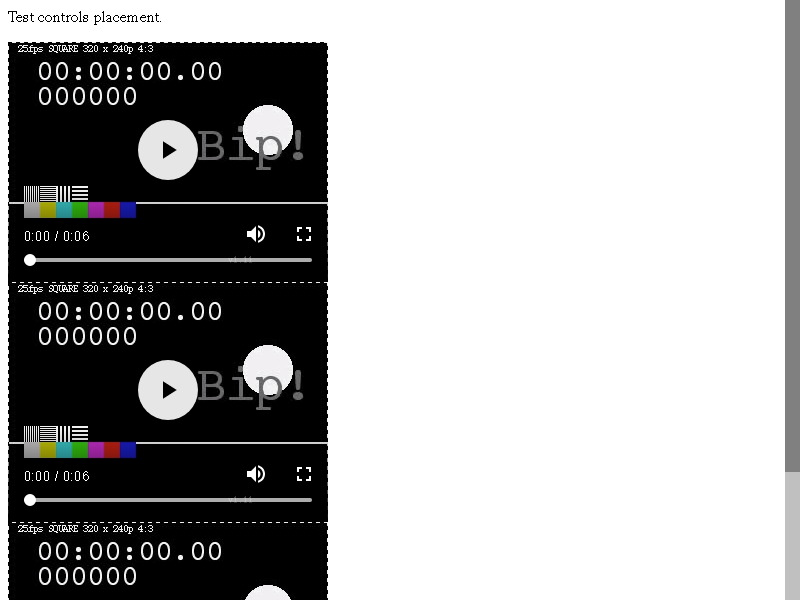 Test controls placement.
25fps SQUARE 320 x 240p 4:3
00:00:00.00
000000
Bip!
0:00 / 0:06
25fps SQUARE 320 x 240p 4:3
00:00:00.00
000000
Bip!
0:00 / 0:06
25fps SQUARE 320 x 240p 4:3
00:00:00.00
000000